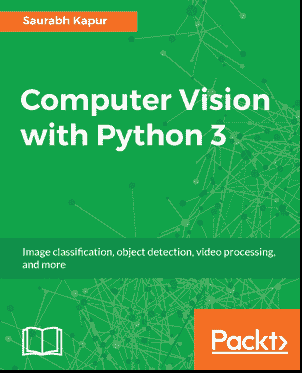 Saurabh Kapur
Computer Vision
with Python 3
Image classification, object detection, video processing,
and more
Packt>